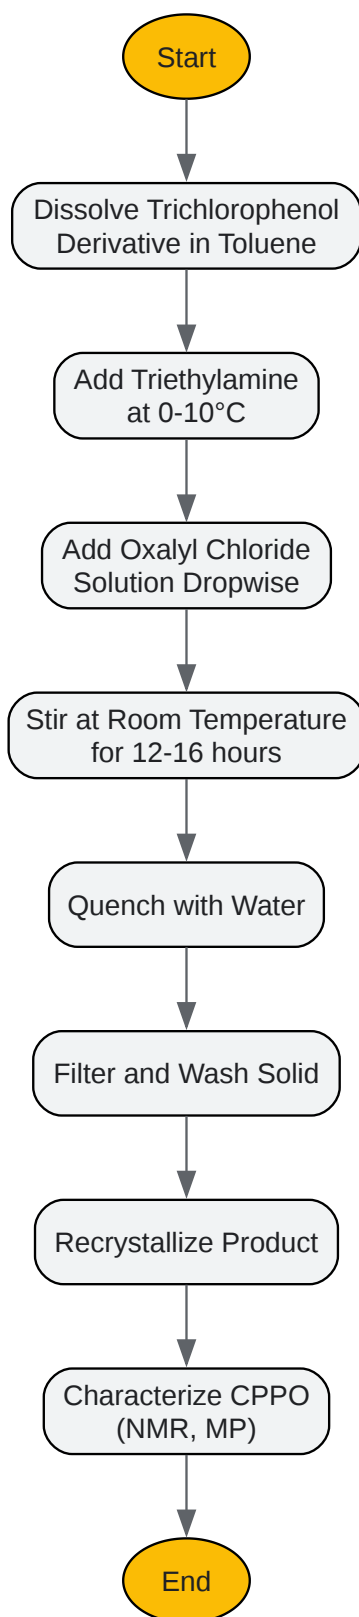 Start
Dissolve Trichlorophenol
Derivative in Toluene
Add Triethylamine
at 0-10°C
Add Oxalyl Chloride
Solution Dropwise
Stir at Room Temperature
for 12-16 hours
Quench with Water
Filter and Wash Solid
Recrystallize Product
Characterize CPPO
(NMR, MP)
End